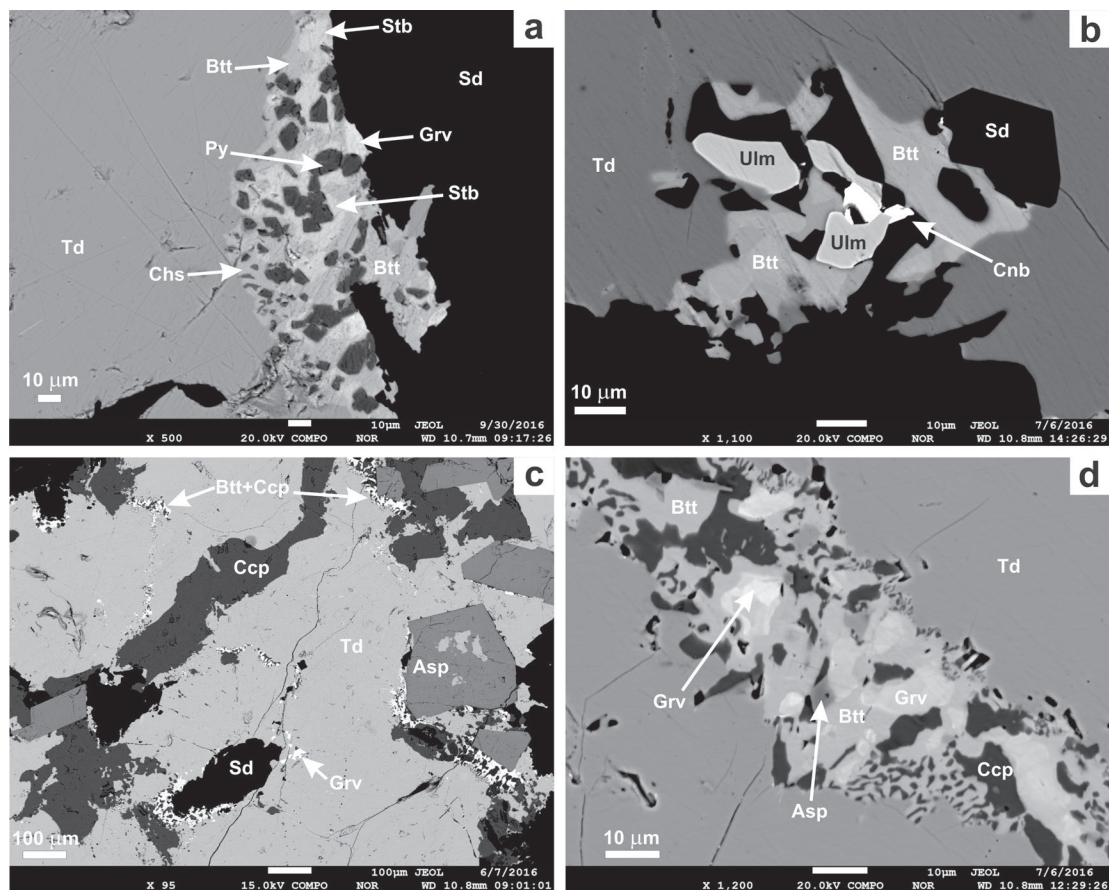 a
Stb
Btt
Sd
Grv
Py
Stb
Td
Btt
Chs
10 μm
10μm JEOL 9/30/2016
X 500 20.0kV COMPO NOR WD 10.7mm 09:17:26
b
Sd
Ulm
Btt
Td
Ulm
Btt
Cnb
10 μm
10μm JEOL 7/6/2016
X 1,100 20.0kV COMPO NOR WD 10.8mm 14:26:29
c
Btt+Ccp
Ccp
Td
Asp
Sd
Grv
100 μm
100μm JEOL 6/7/2016
X 95 15.0kV COMPO NOR WD 10.8mm 09:01:01
d
Btt
Td
Grv
Grv
Btt
Ccp
Asp
10 μm
10μm JEOL 7/6/2016
X 1,200 20.0kV COMPO NOR WD 10.8mm 12:29:26